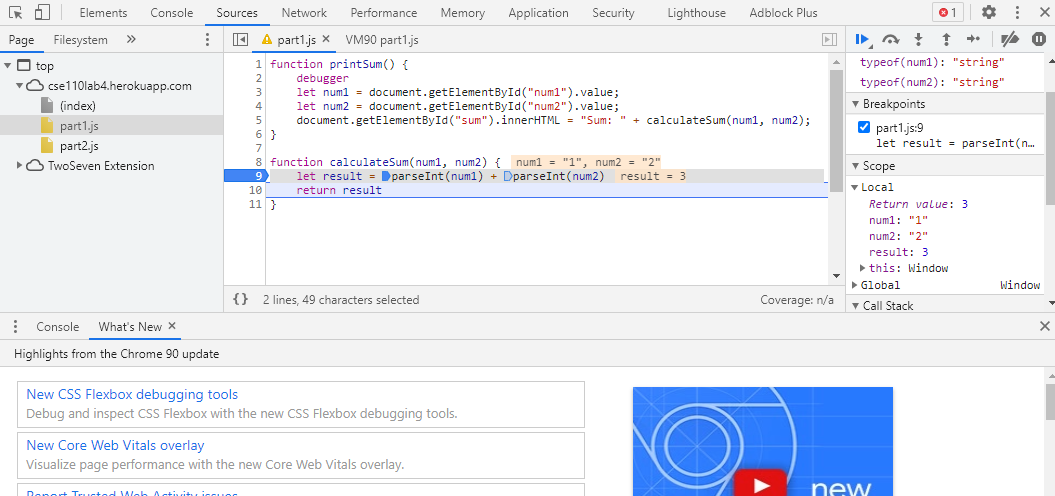 Elements Console Sources Network Performance Memory Application Security Lighthouse Adblock Plus 1
Page Filesystem
part1.js VM90 part1.js
top
cse110lab4.herokuapp.com
(index)
part1.js
part2.js
TwoSeven Extension
1 function printSum() {
2 debugger
3 let num1 = document.getElementById("num1").value;
4 let num2 = document.getElementById("num2").value;
5 document.getElementById("sum").innerHTML = "Sum: " + calculateSum(num1, num2);
6 }
7
8 function calculateSum(num1, num2) { num1 = "1", num2 = "2"
9 let result = parseInt(num1) + parseInt(num2) result = 3
10 return result
11 }
{} 2 lines, 49 characters selected Coverage: n/a
typeof(num1): "string"
typeof(num2): "string"
Breakpoints
part1.js:9
let result = parseInt(n…
Scope
Local
Return value: 3
num1: "1"
num2: "2"
result: 3
this: Window
Global Window
Call Stack
Console What's New
Highlights from the Chrome 90 update
New CSS Flexbox debugging tools
Debug and inspect CSS Flexbox with the new CSS Flexbox debugging tools.
New Core Web Vitals overlay
Visualize page performance with the new Core Web Vitals overlay.
Report Trusted Web Activity issues
new